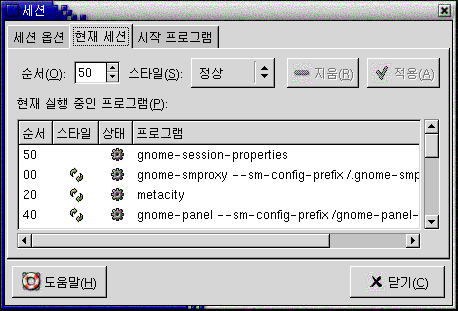 세션
세션 옵션 현재 세션 시작 프로그램
순서(O): 50 스타일(S): 정상 지움(R) 적용(A)
현재 실행 중인 프로그램(P):
순서 스타일 상태 프로그램
50 gnome-session-properties
00 gnome-smproxy --sm-config-prefix /.gnome-smp
20 metacity
40 gnome-panel --sm-config-prefix /gnome-panel-
도움말(H) 닫기(C)